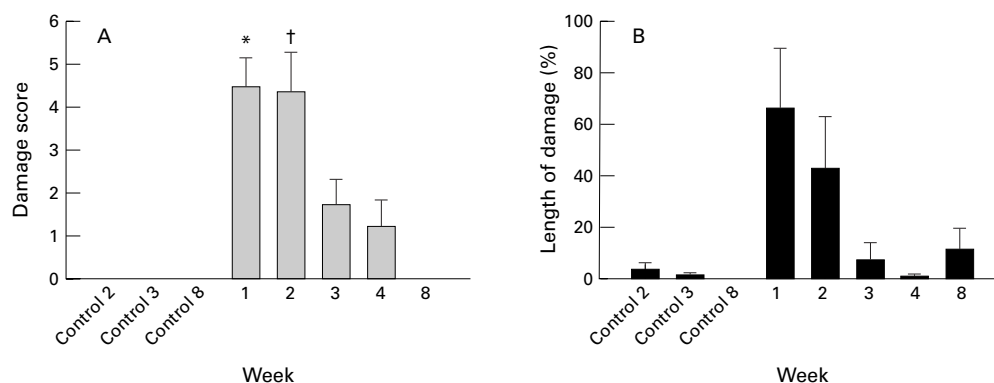 A
Damage score
6
5
4
3
2
1
0
*
†
Control 2
Control 3
Control 8
1
2
3
4
8
Week
B
Length of damage (%)
100
80
60
40
20
0
Control 2
Control 3
Control 8
1
2
3
4
8
Week